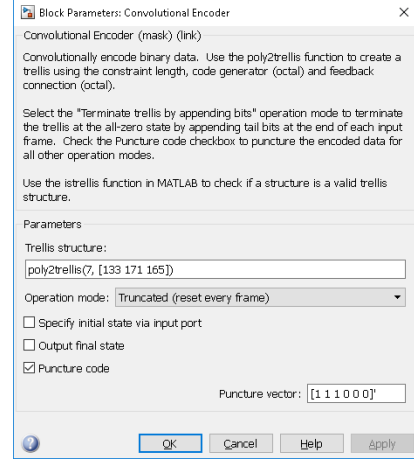 Block Parameters: Convolutional Encoder
Convolutional Encoder (mask) (link)
Convolutionally encode binary data. Use the poly2trellis function to create a
trellis using the constraint length, code generator (octal) and feedback
connection (octal).
Select the "Terminate trellis by appending bits" operation mode to terminate
the trellis at the all-zero state by appending tail bits at the end of each input
frame. Check the Puncture code checkbox to puncture the encoded data for
all other operation modes.
Use the istrellis function in MATLAB to check if a structure is a valid trellis
structure.
Parameters
Trellis structure:
poly2trellis(7, [133 171 165])
Operation mode: Truncated (reset every frame)
Specify initial state via input port
Output final state
Puncture code
Puncture vector: [1 1 1 0 0 0]'
OK Cancel Help Apply